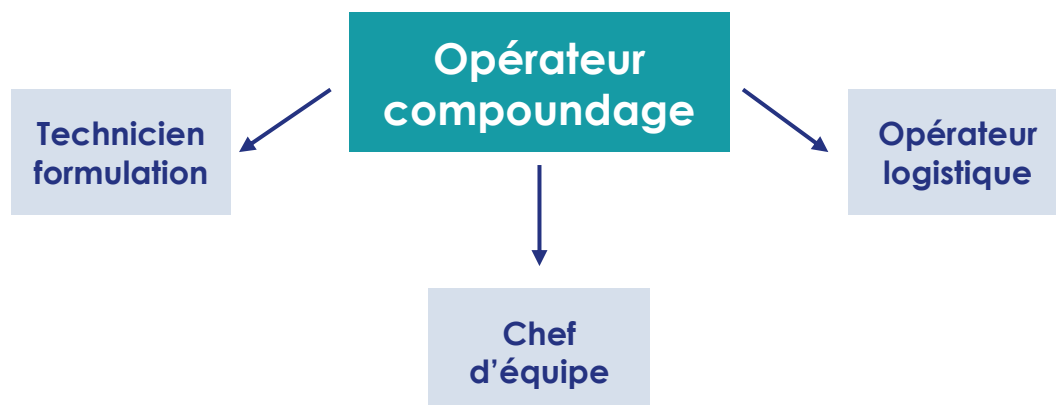 Opérateur
compoundage
Technicien
formulation
Opérateur
logistique
Chef
d’équipe